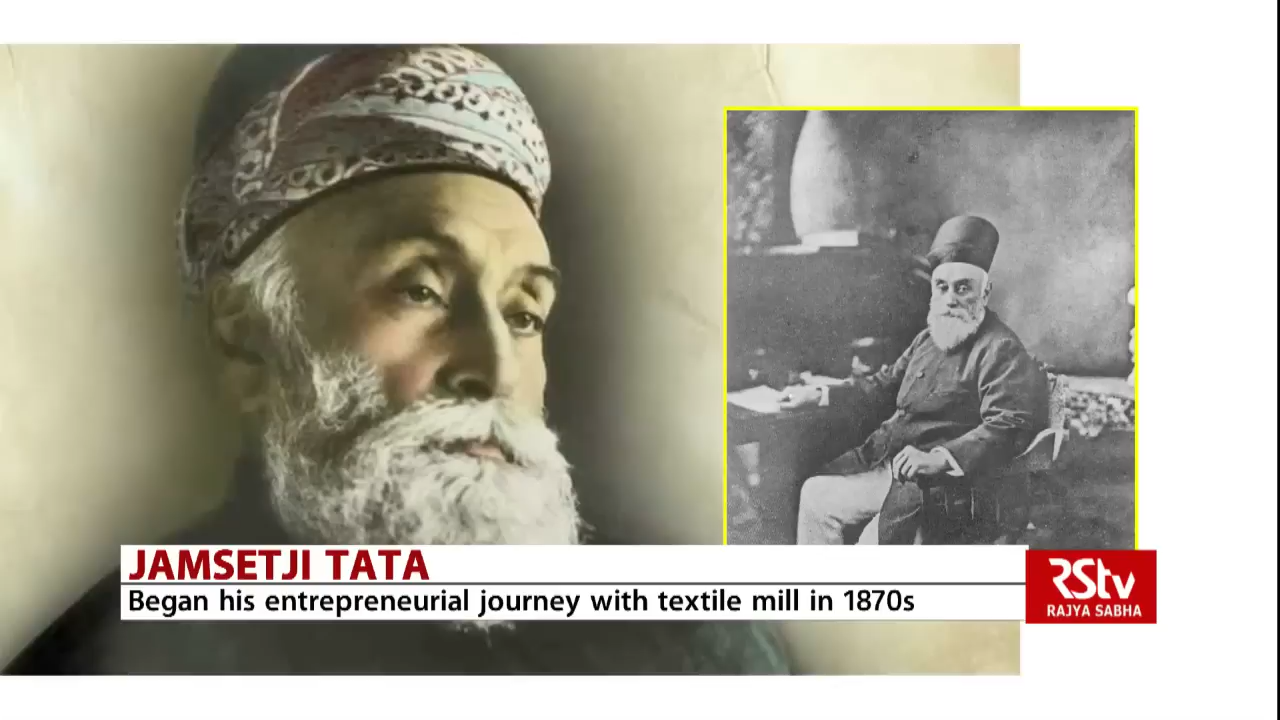 JAMSETJI TATA
Began his entrepreneurial journey with textile mill in 1870s
RStv
RAJYA SABHA